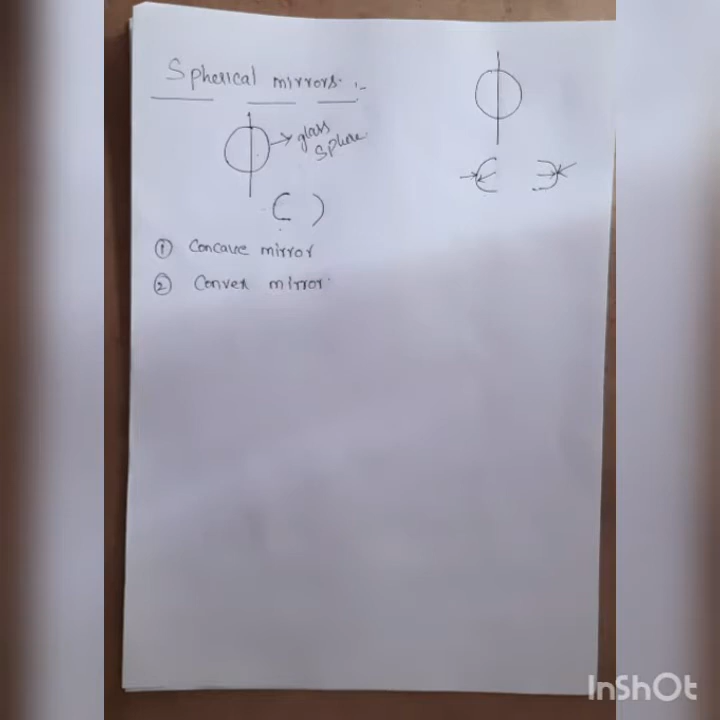 Spherical mirrors :-
glass
sphere
① Concave mirror
② Convex mirror
InShOt